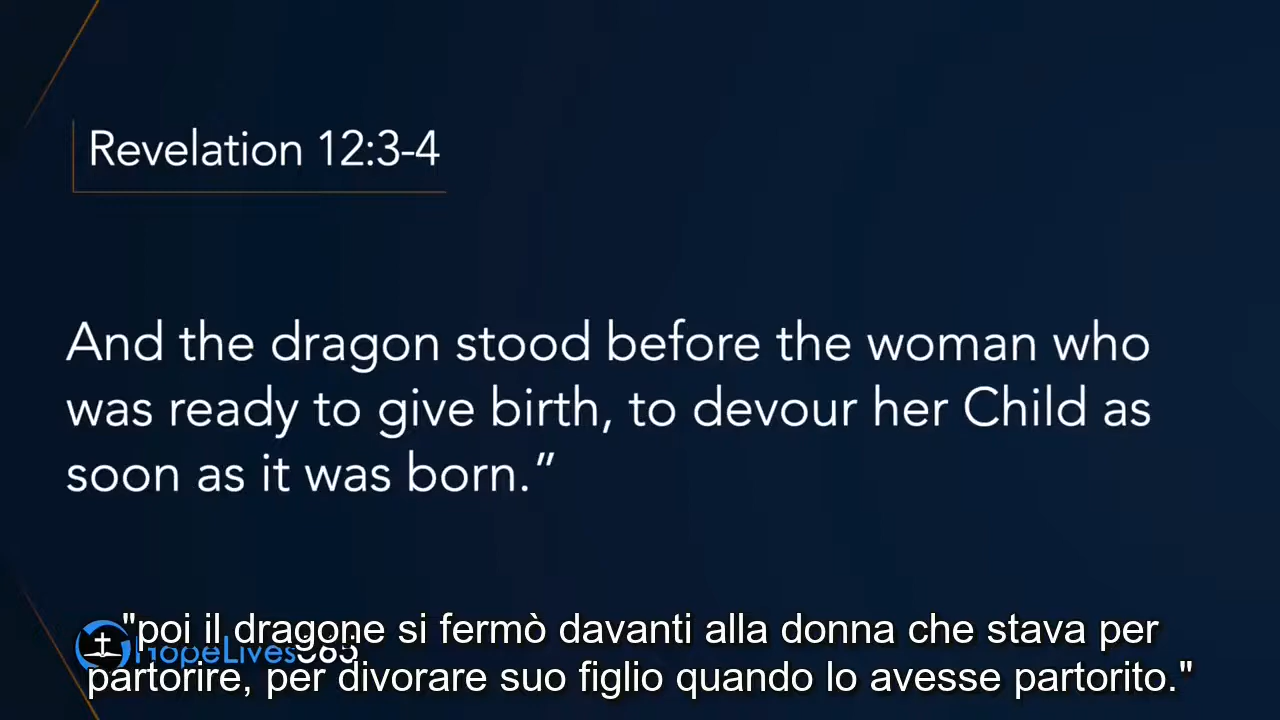 Revelation 12:3-4
And the dragon stood before the woman who
was ready to give birth, to devour her Child as
soon as it was born.”
HopeLives365
"poi il dragone si fermò davanti alla donna che stava per
partorire, per divorare suo figlio quando lo avesse partorito."